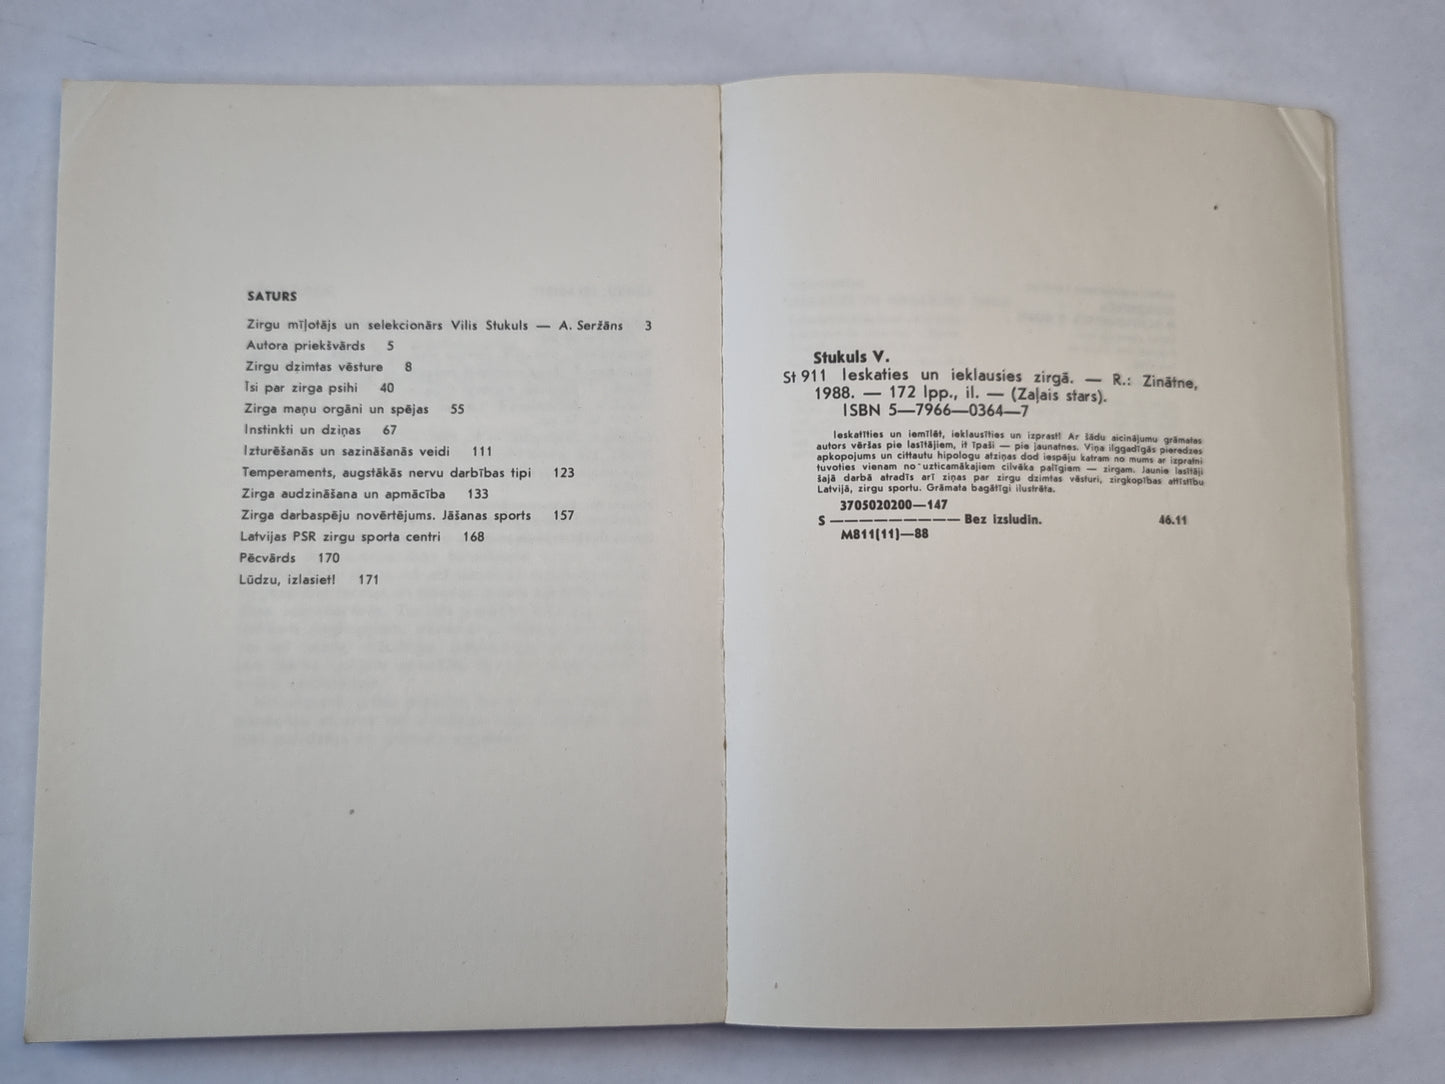 SATURS
Zirgu mīļotājs un selekcionārs Vilis Stukuls — A. Seržāns 3
Autora priekšvārds 5
Zirgu dzimtas vēsture 8
Īsi par zirga psihi 40
Zirga maņu orgāni un spējas 55
Instinkti un dziņas 67
Izturēšanās un sazināšanās veidi 111
Temperaments, augstākās nervu darbības tipi 123
Zirga audzināšana un apmācība 133
Zirga darbaspēju novērtējums. Jāšanas sports 157
Latvijas PSR zirgu sporta centri 168
Pēcvārds 170
Lūdzu, izlasiet! 171
Stukuls V.
St 911 Ieskaties un ieklausies zirgā. — R.: Zinātne,
1988. — 172 lpp., il. — (Zaļais stars).
ISBN 5—7966—0364—7
Ieskatīties un iemīlēt, ieklausīties un izprast! Ar šādu aicinājumu grāmatas
autors vēršas pie lasītājiem, it īpaši — pie jaunatnes. Viņa ilggadīgās pieredzes
apkopojums un cittautu hipologu atziņas dod iespēju katram no mums ar izpratni
tuvoties vienam no uzticamākajiem cilvēka palīgiem — zirgam. Jaunie lasītāji
šajā darbā atradīs arī ziņas par zirgu dzimtas vēsturi, zirgkopības attīstību
Latvijā, zirgu sportu. Grāmata bagātīgi ilustrēta.
3705020200—147
S —————————— Bez izsludin. 46.11
M811(11)—88